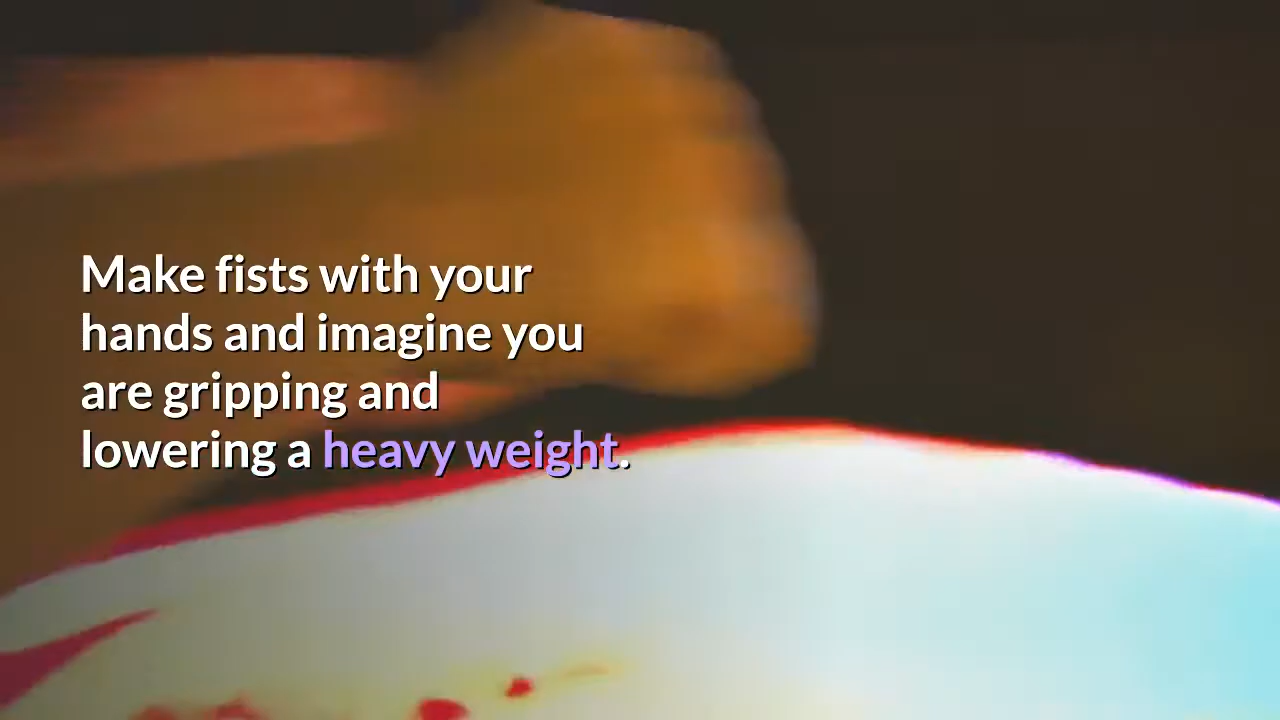 Make fists with your
hands and imagine you
are gripping and
lowering a heavy weight.